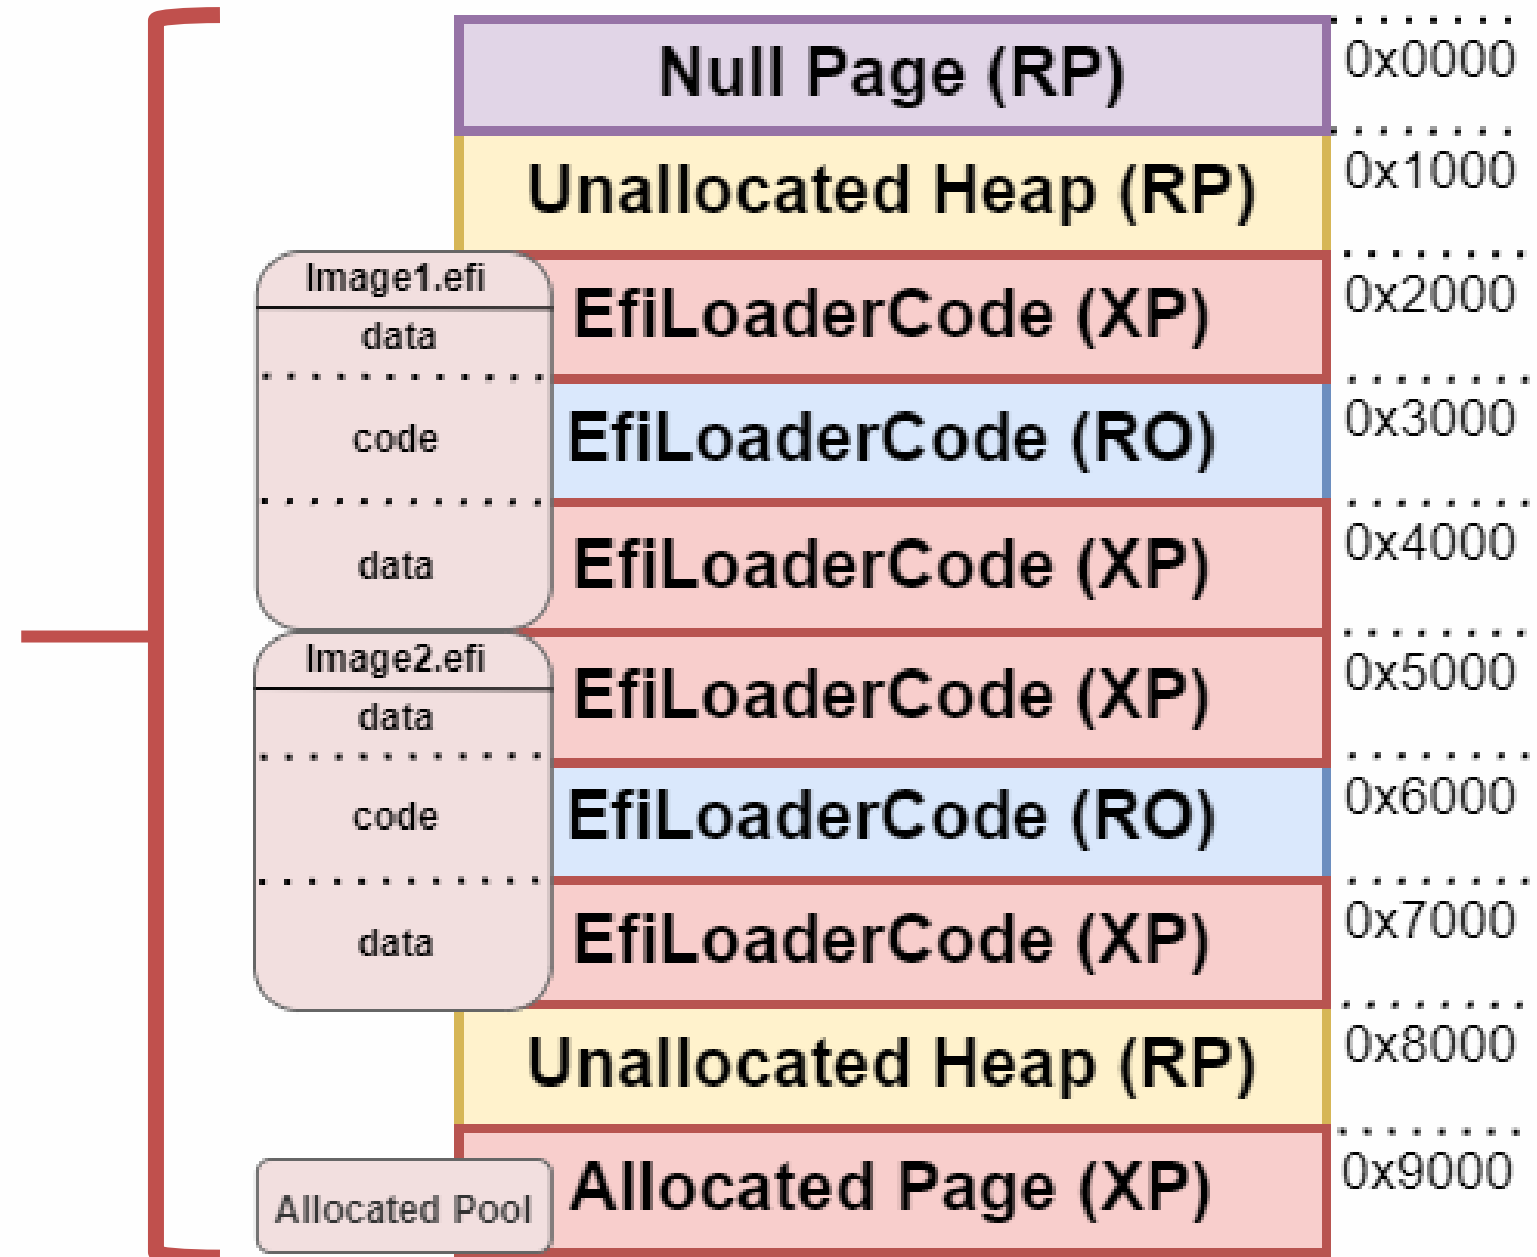 Null Page (RP)
0x0000
Unallocated Heap (RP)
0x1000
Image1.efi
data
EfiLoaderCode (XP)
0x2000
code
EfiLoaderCode (RO)
0x3000
data
EfiLoaderCode (XP)
0x4000
Image2.efi
data
EfiLoaderCode (XP)
0x5000
code
EfiLoaderCode (RO)
0x6000
data
EfiLoaderCode (XP)
0x7000
Unallocated Heap (RP)
0x8000
Allocated Pool
Allocated Page (XP)
0x9000